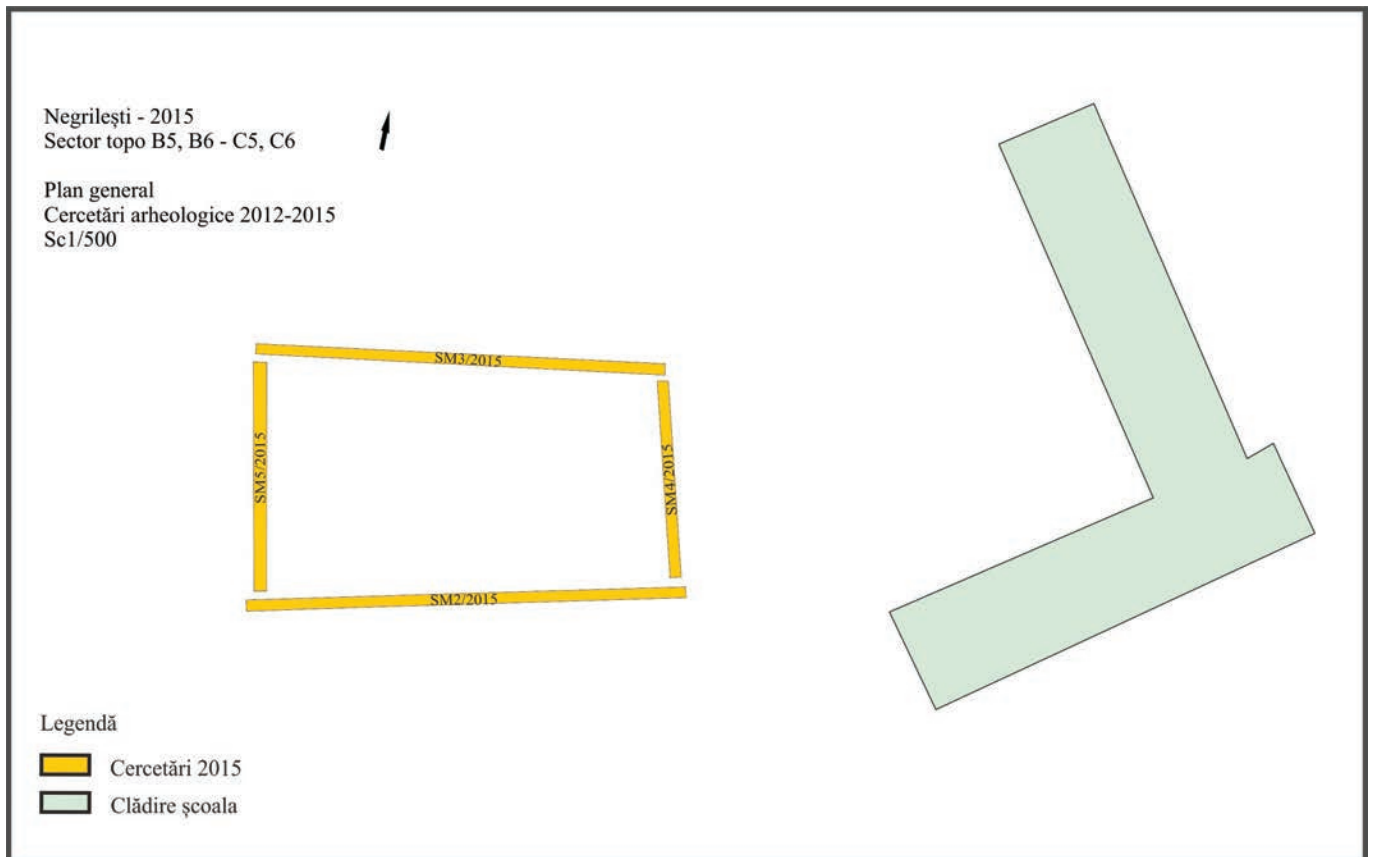 Negrilești - 2015
Sector topo B5, B6 - C5, C6
Plan general
Cercetări arheologice 2012-2015
Sc1/500
SM3/2015
SM5/2015
SM4/2015
SM2/2015
Legendă
Cercetări 2015
Clădire școala